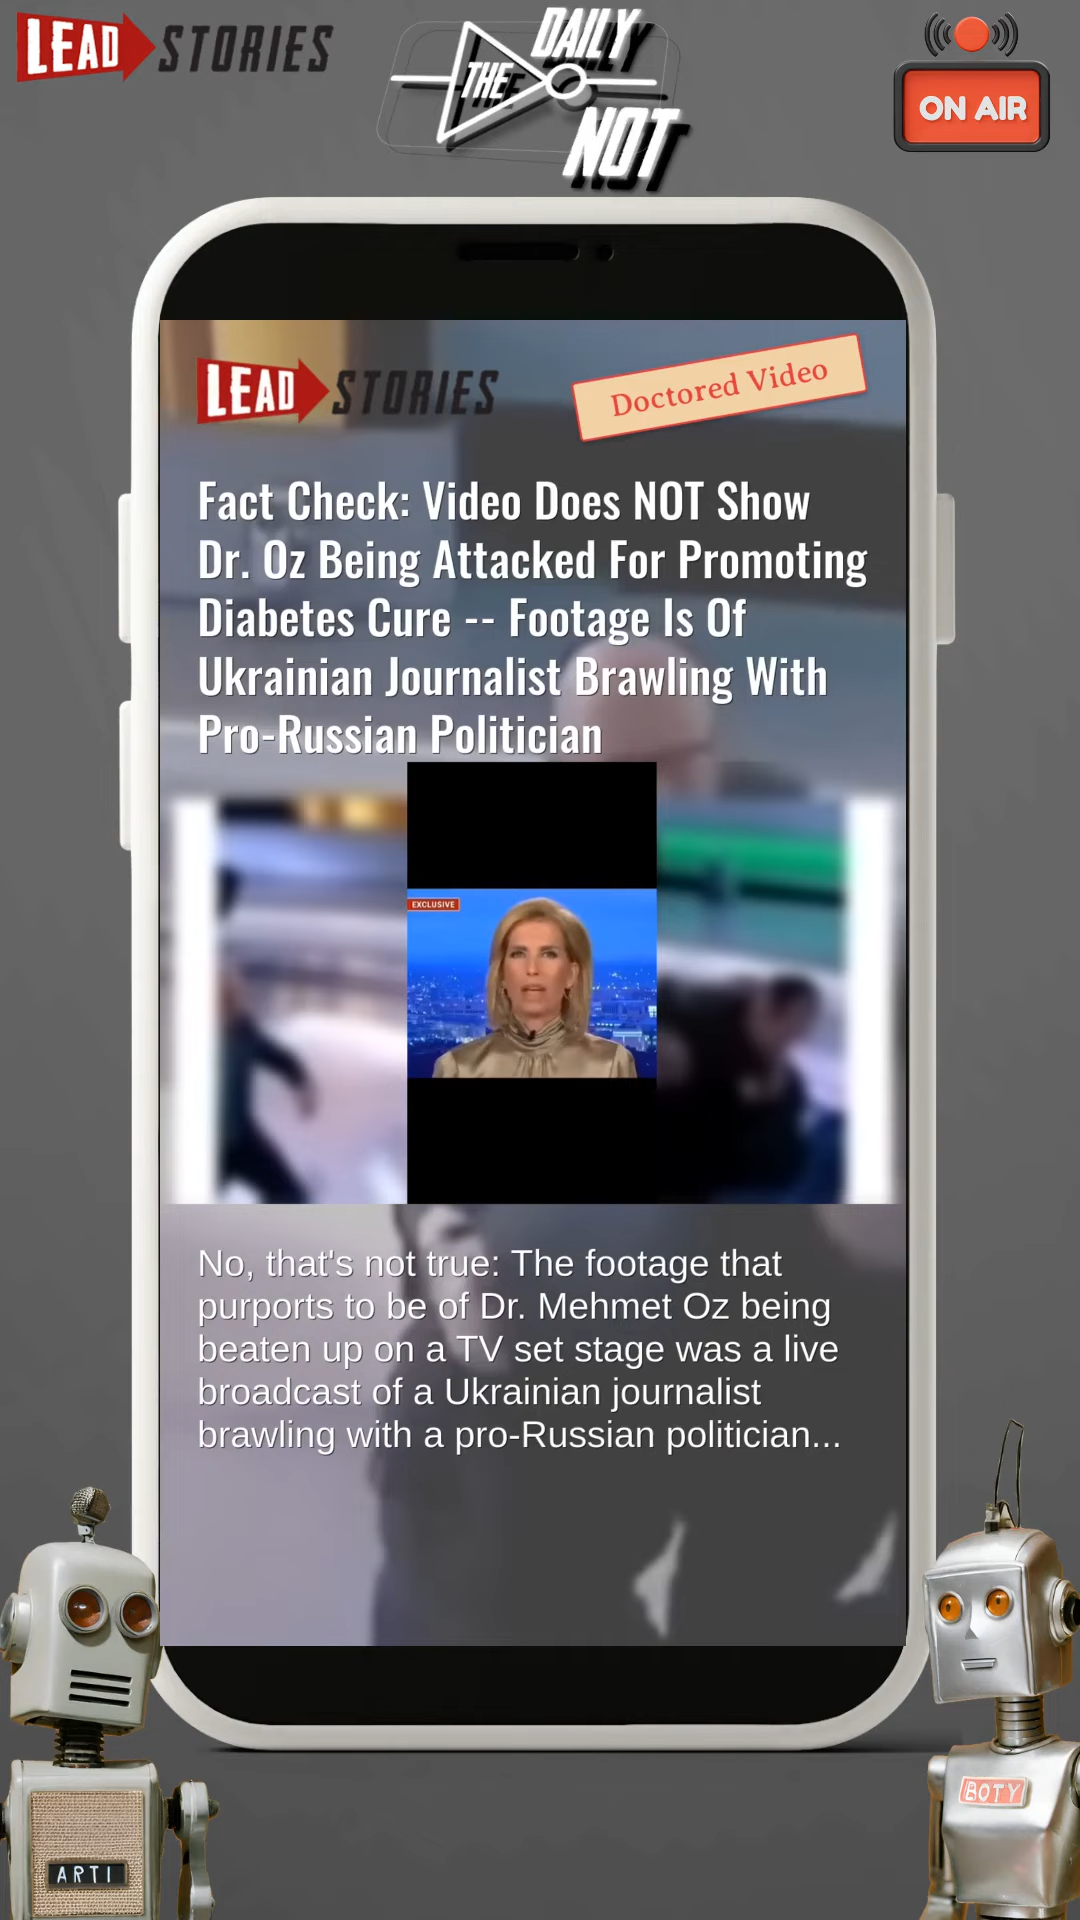 LEAD STORIES
THE DAILY NOT
ON AIR
LEAD STORIES
Doctored Video
Fact Check: Video Does NOT Show
Dr. Oz Being Attacked For Promoting
Diabetes Cure -- Footage Is Of
Ukrainian Journalist Brawling With
Pro-Russian Politician
EXCLUSIVE
No, that's not true: The footage that
purports to be of Dr. Mehmet Oz being
beaten up on a TV set stage was a live
broadcast of a Ukrainian journalist
brawling with a pro-Russian politician...
BOTY
ARTI